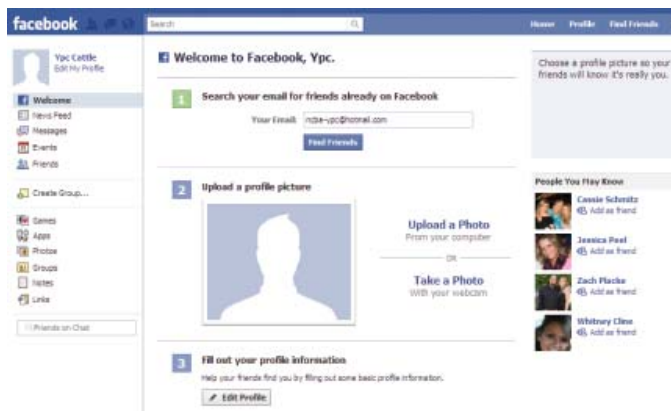 facebook
Search
Home Profile Find Friends
Ypc Cattle
Edit My Profile
Welcome
News Feed
Messages
Events
Friends
Create Group...
Games
Apps
Photos
Groups
Notes
Links
Friends on Chat
Welcome to Facebook, Ypc.
1 Search your email for friends already on Facebook
Your Email: ncba-ypc@hotmail.com
Find Friends
2 Upload a profile picture
Upload a Photo
From your computer
OR
Take a Photo
With your webcam
3 Fill out your profile information
Help your friends find you by filling out some basic profile information.
Edit Profile
Choose a profile picture so your
friends will know it's really you.
People You May Know
Cassie Schmitz
Add as friend
Jessica Peel
Add as friend
Zach Placke
Add as friend
Whitney Cline
Add as friend